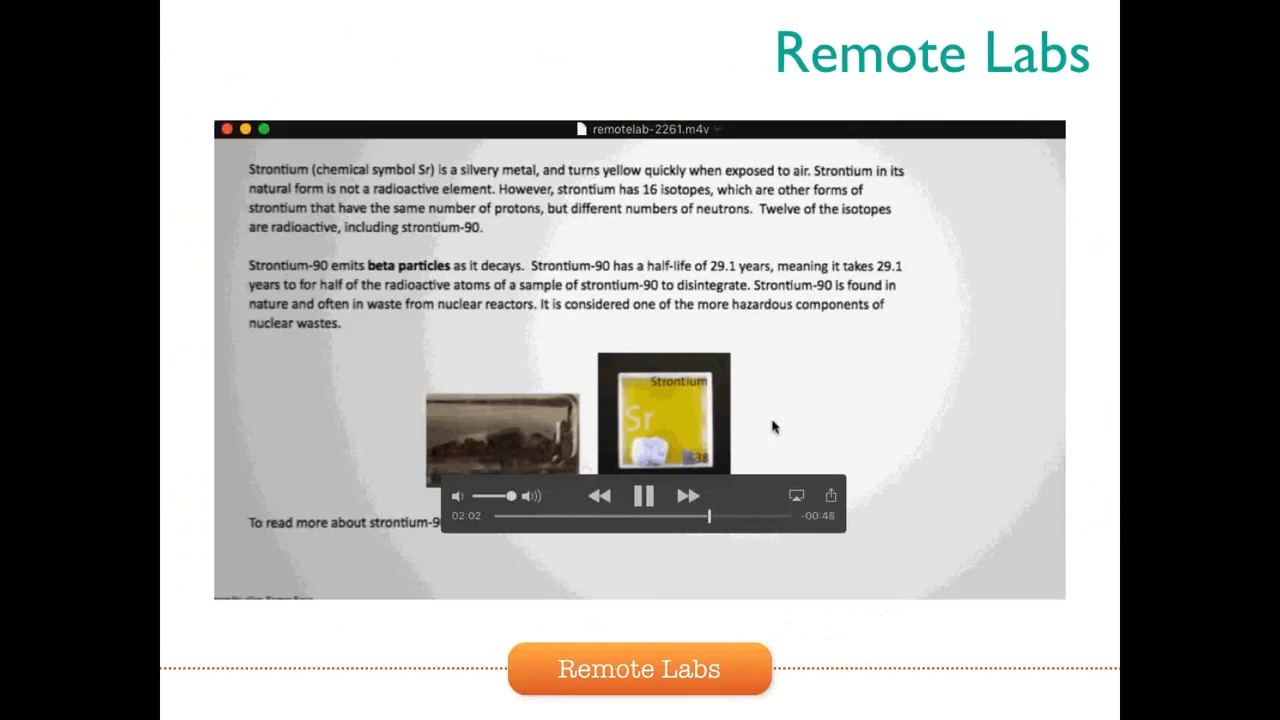 Remote Labs
remotelab-2261.m4v
Strontium (chemical symbol Sr) is a silvery metal, and turns yellow quickly when exposed to air. Strontium in its
natural form is not a radioactive element. However, strontium has 16 isotopes, which are other forms of
strontium that have the same number of protons, but different numbers of neutrons. Twelve of the isotopes
are radioactive, including strontium-90.
Strontium-90 emits beta particles as it decays. Strontium-90 has a half-life of 29.1 years, meaning it takes 29.1
years to for half of the radioactive atoms of a sample of strontium-90 to disintegrate. Strontium-90 is found in
nature and often in waste from nuclear reactors. It is considered one of the more hazardous components of
nuclear wastes.
Strontium
Sr
38
02:02
-00:48
To read more about strontium-9
Remote Labs